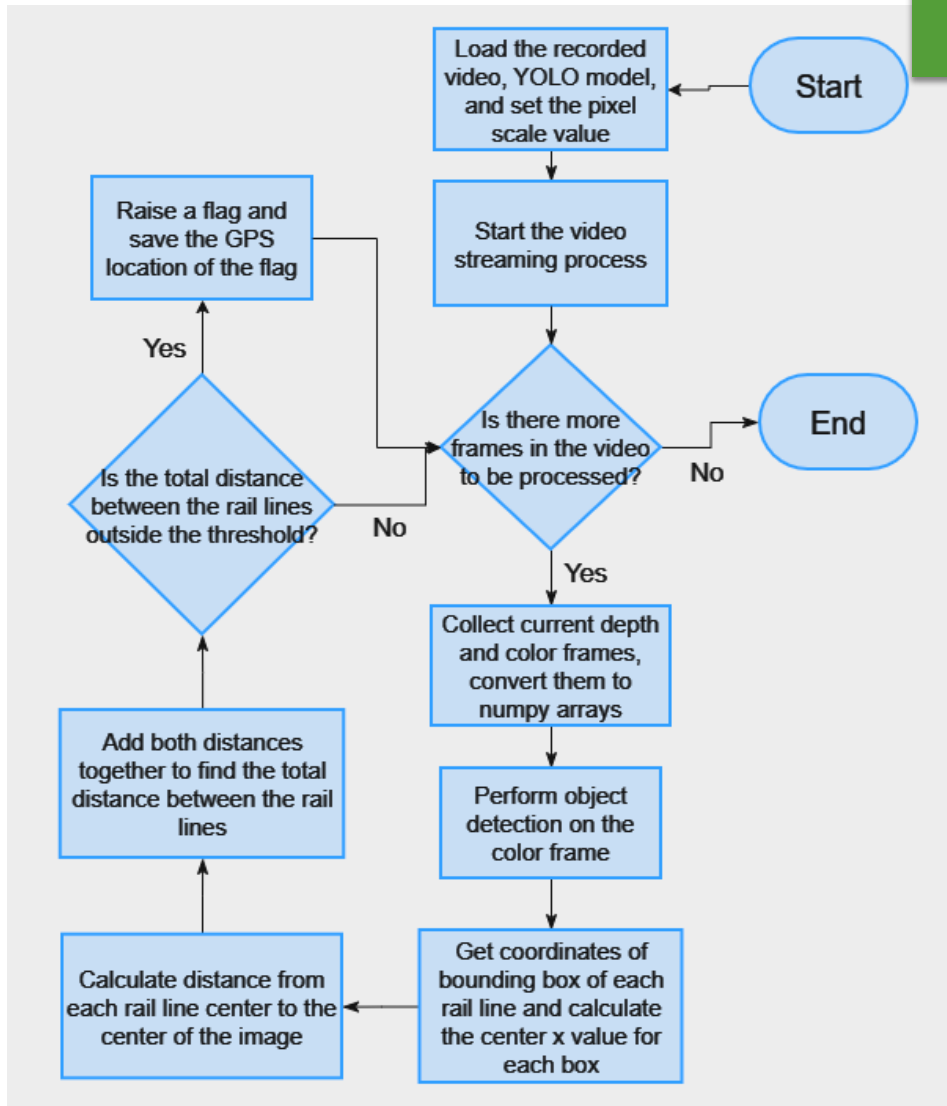 Start
Load the recorded
video, YOLO model,
and set the pixel
scale value
Start the video
streaming process
Is there more
frames in the video
to be processed?
No
End
Yes
Collect current depth
and color frames,
convert them to
numpy arrays
Perform object
detection on the
color frame
Get coordinates of
bounding box of each
rail line and calculate
the center x value for
each box
Calculate distance from
each rail line center to the
center of the image
Add both distances
together to find the total
distance between the rail
lines
Is the total distance
between the rail lines
outside the threshold?
No
Yes
Raise a flag and
save the GPS
location of the flag